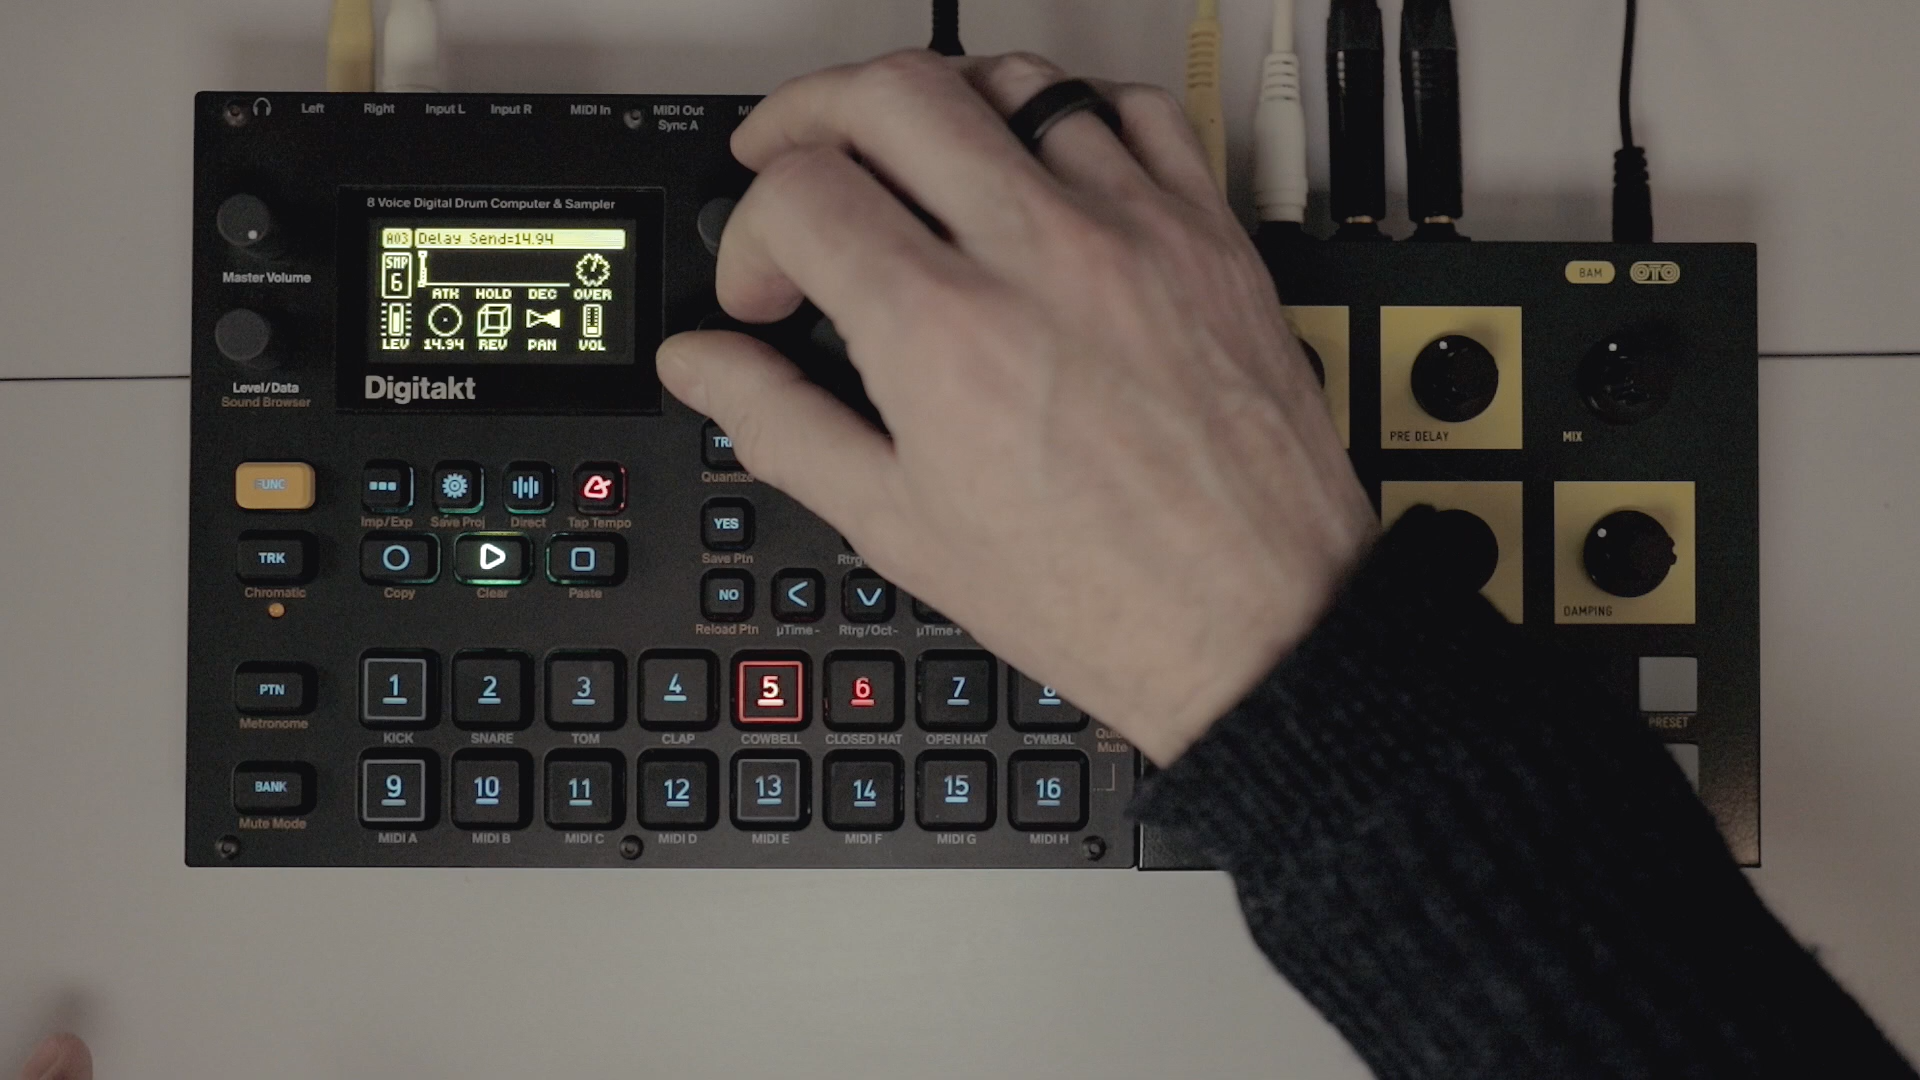 Left Right Input L Input R MIDI In MIDI Out
Sync A
8 Voice Digital Drum Computer & Sampler
A03 Delay Send=14.94
SMP
6
ATK HOLD DEC OVER
LEV 14.94 REV PAN VOL
Digitakt
Master Volume
Level/Data
Sound Browser
FUNC
Imp/Exp Save Proj Direct Tap Tempo
Quantize
TRK
Chromatic
Copy Clear Paste
YES
Save Ptn
NO
Reload Ptn µTime- Rtrg/Oct- µTime+
PTN
Metronome
1 2 3 4 5 6 7 8
KICK SNARE TOM CLAP COWBELL CLOSED HAT OPEN HAT CYMBAL
Mute
BANK
Mute Mode
9 10 11 12 13 14 15 16
MIDI A MIDI B MIDI C MIDI D MIDI E MIDI F MIDI G MIDI H
BAM OTO
PRE DELAY
MIX
DAMPING
PRESET